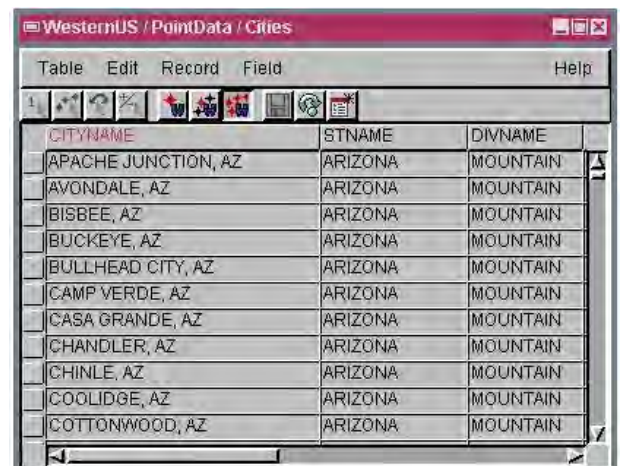 WesternUS / PointData / Cities
Table Edit Record Field Help
CITYNAME STNAME DIVNAME
APACHE JUNCTION, AZ ARIZONA MOUNTAIN
AVONDALE, AZ ARIZONA MOUNTAIN
BISBEE, AZ ARIZONA MOUNTAIN
BUCKEYE, AZ ARIZONA MOUNTAIN
BULLHEAD CITY, AZ ARIZONA MOUNTAIN
CAMP VERDE, AZ ARIZONA MOUNTAIN
CASA GRANDE, AZ ARIZONA MOUNTAIN
CHANDLER, AZ ARIZONA MOUNTAIN
CHINLE, AZ ARIZONA MOUNTAIN
COOLIDGE, AZ ARIZONA MOUNTAIN
COTTONWOOD, AZ ARIZONA MOUNTAIN